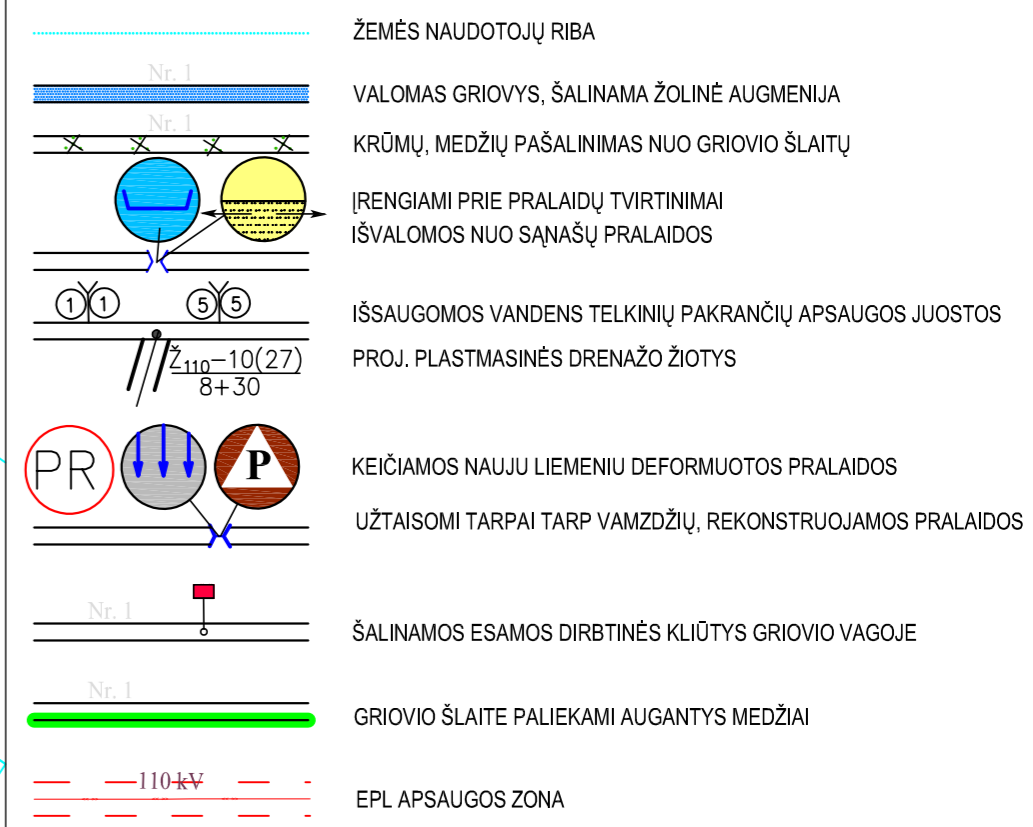 ŽEMĖS NAUDOTOJŲ RIBA
Nr. 1
VALOMAS GRIOVYS, ŠALINAMA ŽOLINĖ AUGMENIJA
Nr. 1
KRŪMŲ, MEDŽIŲ PAŠALINIMAS NUO GRIOVIO ŠLAITŲ
ĮRENGIAMI PRIE PRALAIDŲ TVIRTINIMAI
IŠVALOMOS NUO SĄNAŠŲ PRALAIDOS
1 1 5 5
IŠSAUGOMOS VANDENS TELKINIŲ PAKRANČIŲ APSAUGOS JUOSTOS
Ž110-10(27)
8+30
PROJ. PLASTMASINĖS DRENAŽO ŽIOTYS
PR P
KEIČIAMOS NAUJU LIEMENIU DEFORMUOTOS PRALAIDOS
UŽTAISOMI TARPAI TARP VAMZDŽIŲ, REKONSTRUOJAMOS PRALAIDOS
Nr. 1
ŠALINAMOS ESAMOS DIRBTINĖS KLIŪTYS GRIOVIO VAGOJE
Nr. 1
GRIOVIO ŠLAITE PALIEKAMI AUGANTYS MEDŽIAI
110 kV
EPL APSAUGOS ZONA